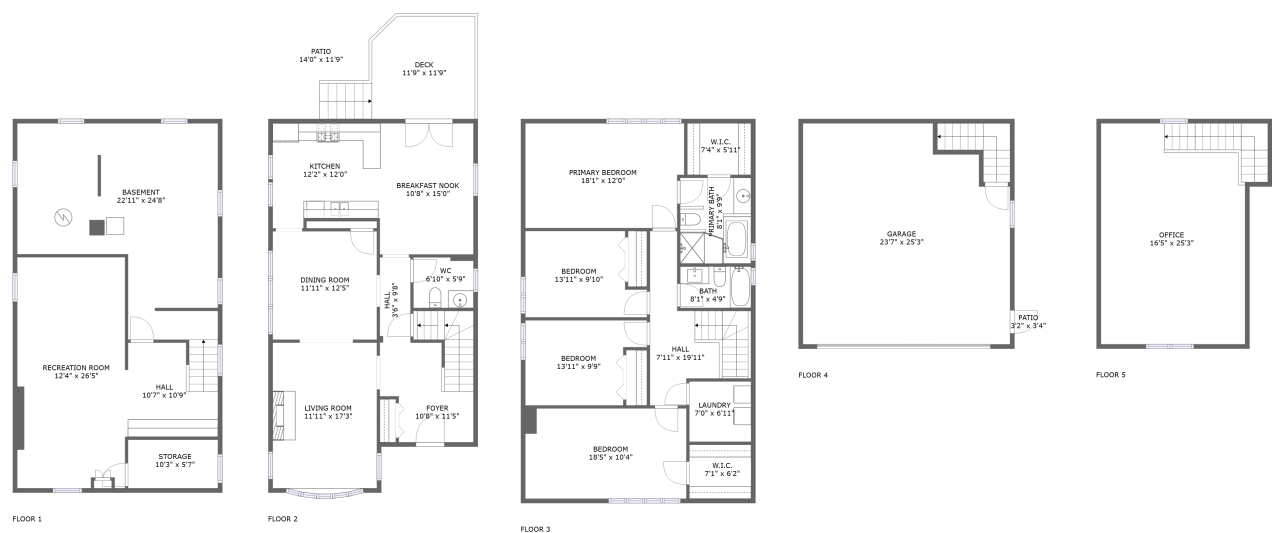 PATIO
14'0" x 11'9"
DECK
11'9" x 11'9"
BASEMENT
22'11" x 24'8"
RECREATION ROOM
12'4" x 26'5"
HALL
10'7" x 10'9"
STORAGE
10'3" x 5'7"
FLOOR 1
KITCHEN
12'2" x 12'0"
BREAKFAST NOOK
10'8" x 15'0"
DINING ROOM
11'11" x 12'5"
HALL
3'6" x 9'8"
WC
6'10" x 5'9"
LIVING ROOM
11'11" x 17'3"
FOYER
10'8" x 11'5"
FLOOR 2
PRIMARY BEDROOM
18'1" x 12'0"
W.I.C.
7'4" x 5'11"
PRIMARY BATH
8'1" x 9'9"
BEDROOM
13'11" x 9'10"
BATH
8'1" x 4'9"
BEDROOM
13'11" x 9'9"
HALL
7'11" x 19'11"
LAUNDRY
7'0" x 6'11"
BEDROOM
18'5" x 10'4"
W.I.C.
7'1" x 6'2"
FLOOR 3
GARAGE
23'7" x 25'3"
PATIO
3'2" x 3'4"
FLOOR 4
OFFICE
16'5" x 25'3"
FLOOR 5